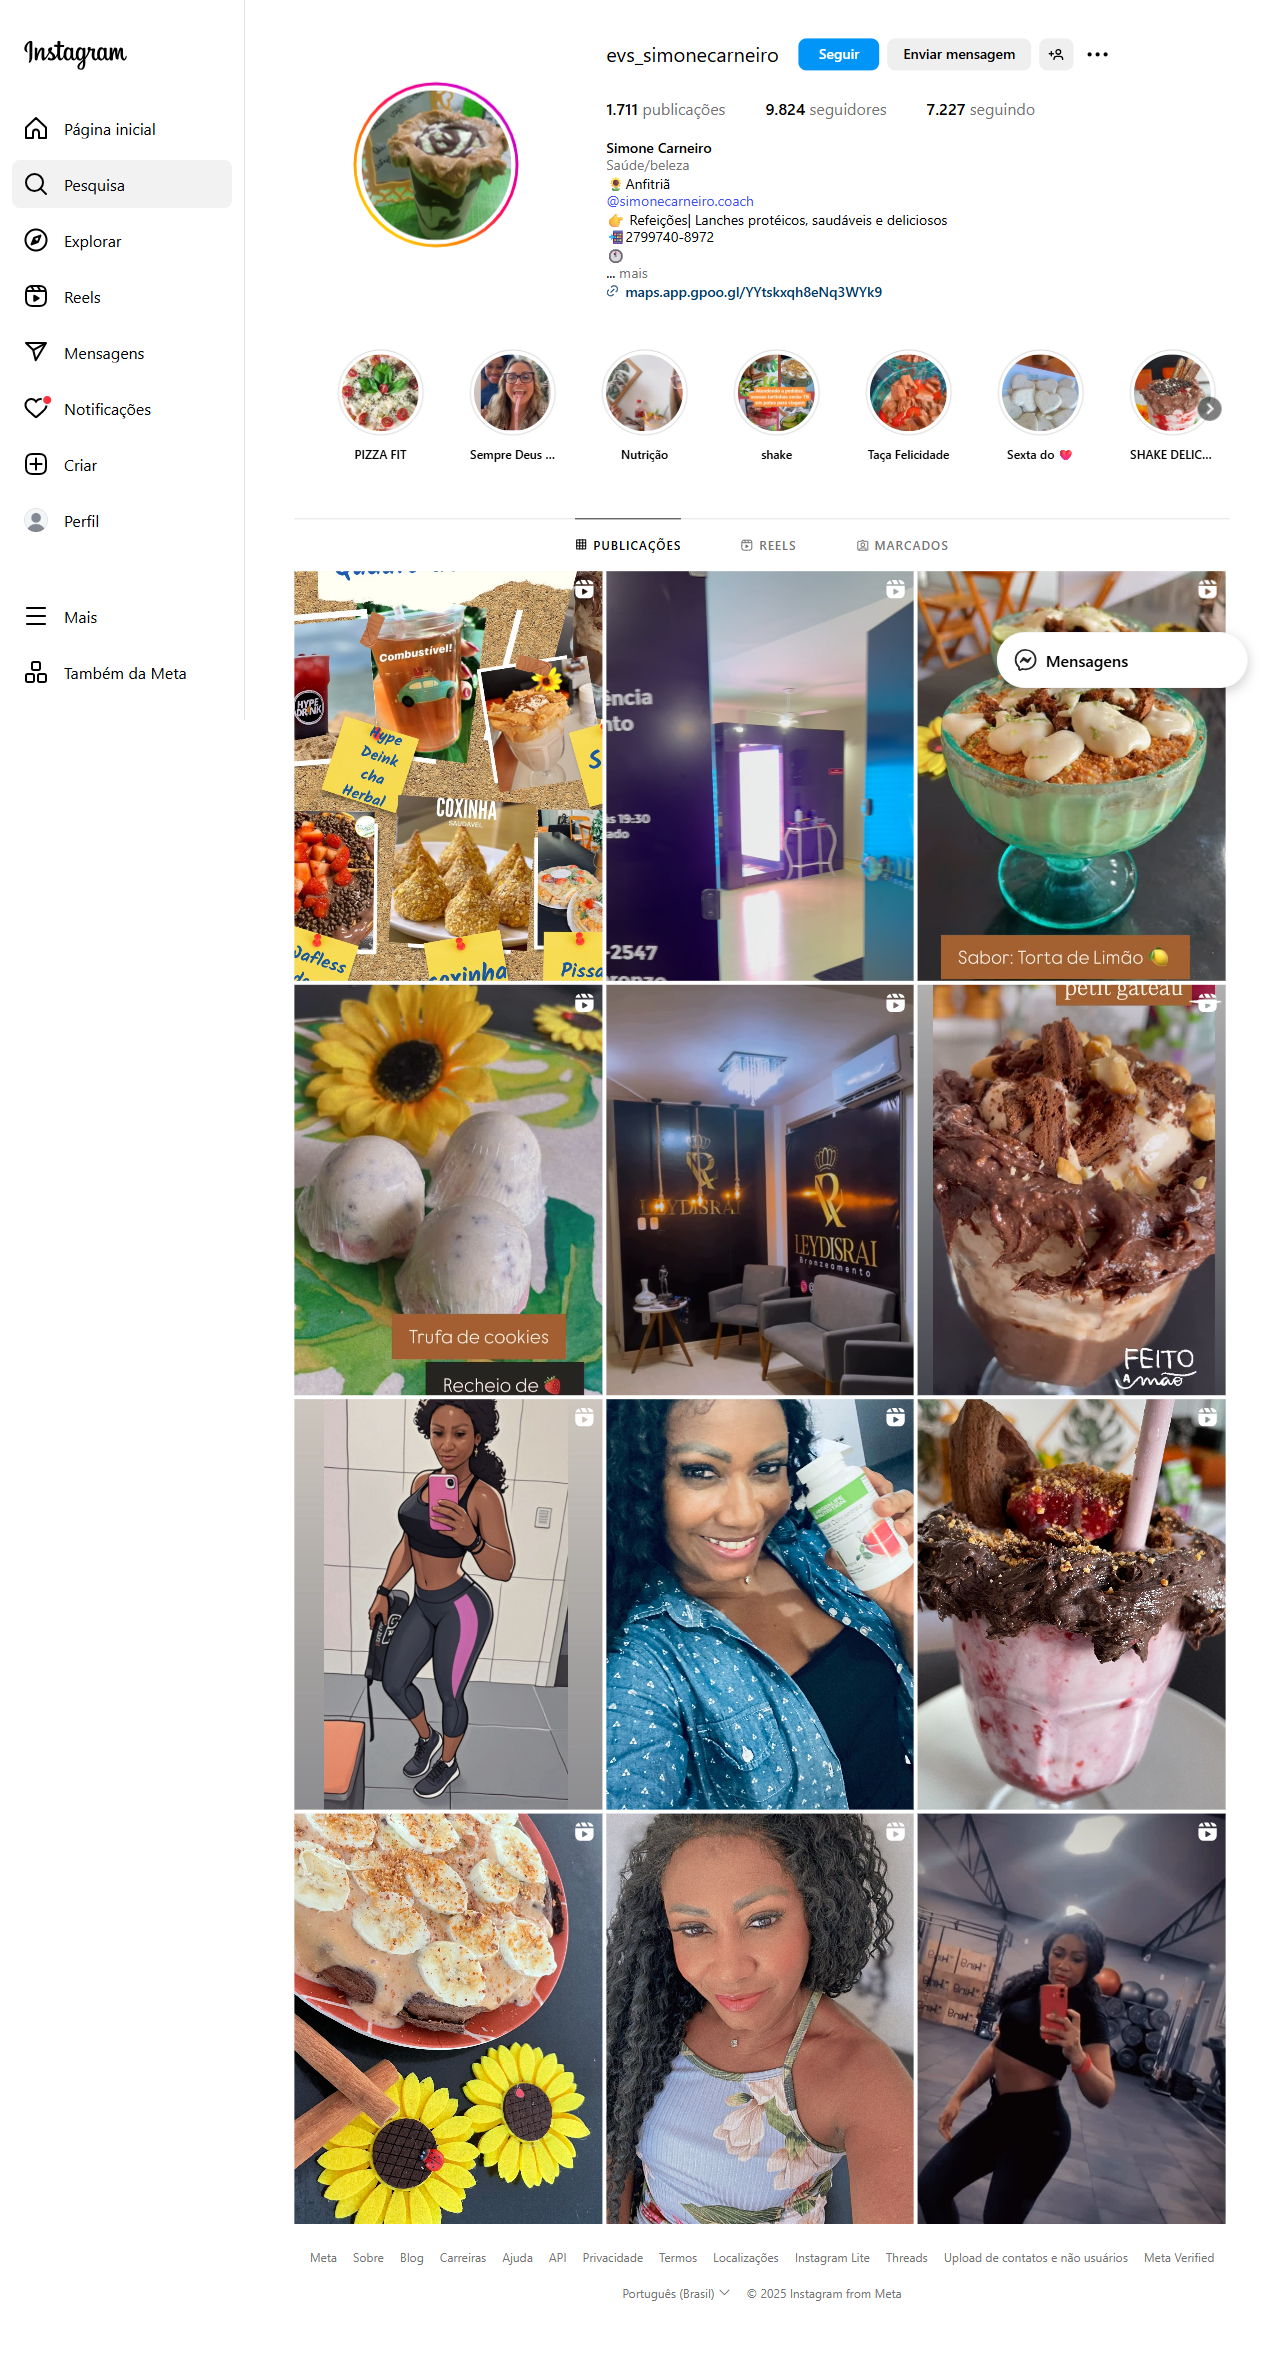 Instagram
Página inicial
Pesquisa
Explorar
Reels
Mensagens
Notificações
Criar
Perfil
Mais
Também da Meta
evs_simonecarneiro
Seguir
Enviar mensagem
1.711 publicações
9.824 seguidores
7.227 seguindo
Simone Carneiro
Saúde/beleza
🌻Anfitriã
@simonecarneiro.coach
👉 Refeições| Lanches protéicos, saudáveis e deliciosos
📲2799740-8972
... mais
maps.app.gpoo.gl/YYtskxqh8eNq3WYk9
PIZZA FIT
Sempre Deus ...
Nutrição
shake
Taça Felicidade
Sexta do ❤️
SHAKE DELIC...
PUBLICAÇÕES
REELS
MARCADOS
Mensagens
Combustível!
HYPE
DRINK
Hype
Deink
cha
Herbal
S
COXINHA
SAUDAVEL
Wafless
coxinha
Pissa
ência
nto
às 19:30
ado
-2547
Sabor: Torta de Limão 🍋
Trufa de cookies
Recheio de 🍓
LEYDISRAI
LEYDISRAI
Bronzeamento
petit gateau
FEITO
A mão
Meta
Sobre
Blog
Carreiras
Ajuda
API
Privacidade
Termos
Localizações
Instagram Lite
Threads
Upload de contatos e não usuários
Meta Verified
Português (Brasil)
© 2025 Instagram from Meta